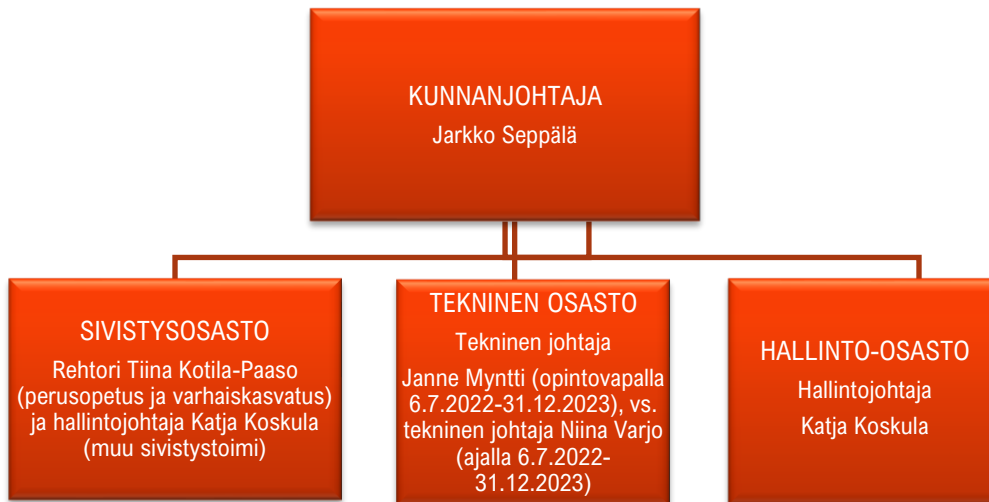 KUNNANJOHTAJA
Jarkko Seppälä
SIVISTYSOSASTO
Rehtori Tiina Kotila-Paaso
(perusopetus ja varhaiskasvatus)
ja hallintojohtaja Katja Koskula
(muu sivistystoimi)
TEKNINEN OSASTO
Tekninen johtaja
Janne Myntti (opintovapalla
6.7.2022-31.12.2023), vs.
tekninen johtaja Niina Varjo
(ajalla 6.7.2022-
31.12.2023)
HALLINTO-OSASTO
Hallintojohtaja
Katja Koskula